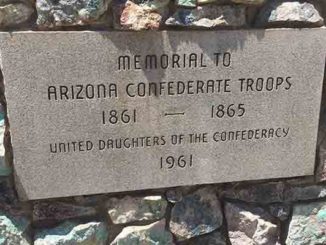 MEMORIAL TO
ARIZONA CONFEDERATE TROOPS
1861 — 1865
UNITED DAUGHTERS OF THE CONFEDERACY
1961